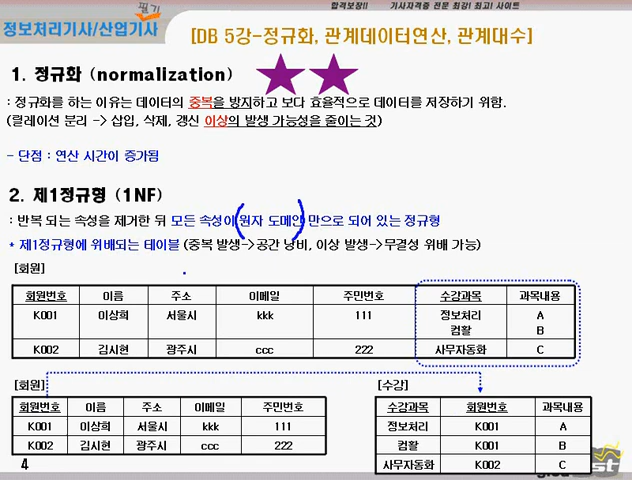 합격보장!! 기사자격증 전문 최강! 최고! 사이트
필기
정보처리기사/산업기사
[DB 5강-정규화, 관계데이터연산, 관계대수]
1. 정규화 (normalization)
: 정규화를 하는 이유는 데이터의 중복을 방지하고 보다 효율적으로 데이터를 저장하기 위함.
(릴레이션 분리 -> 삽입, 삭제, 갱신 이상의 발생 가능성을 줄이는 것)
- 단점 : 연산 시간이 증가됨
2. 제1정규형 (1NF)
: 반복 되는 속성을 제거한 뒤 모든 속성이 원자 도메인 만으로 되어 있는 정규형
* 제1정규형에 위배되는 테이블 (중복 발생->공간 낭비, 이상 발생->무결성 위배 가능)
[회원]
회원번호 이름 주소 이메일 주민번호 수강과목 과목내용
K001 이상희 서울시 kkk 111 정보처리 A
컴활 B
K002 김시현 광주시 ccc 222 사무자동화 C
[회원] [수강]
회원번호 이름 주소 이메일 주민번호 수강과목 회원번호 과목내용
K001 이상희 서울시 kkk 111 정보처리 K001 A
K002 김시현 광주시 ccc 222 컴활 K001 B
사무자동화 K002 C
4